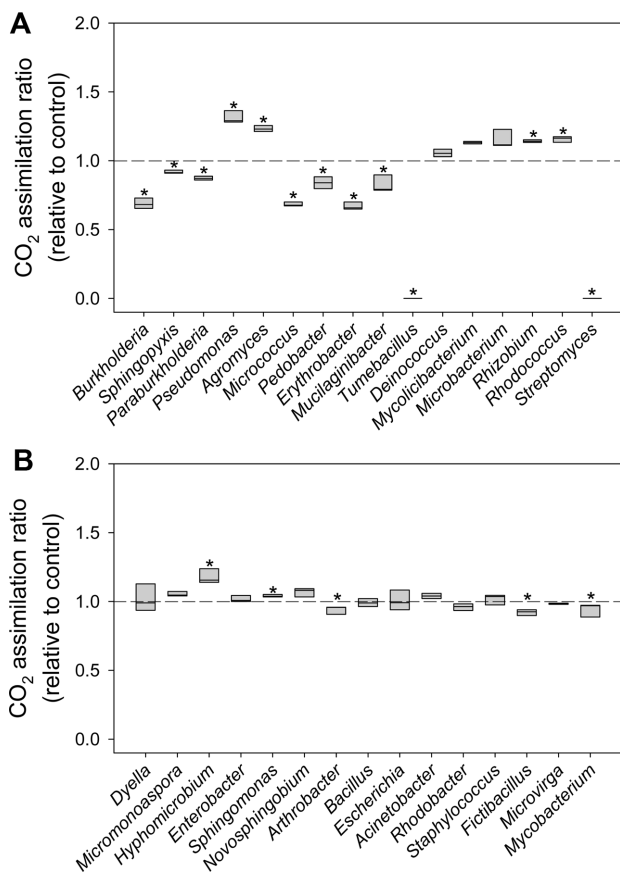 A
CO2 assimilation ratio
(relative to control)
2.0
1.5
1.0
0.5
0.0
* * * * * * * * * * * * *
Burkholderia
Sphingopyxis
Paraburkholderia
Pseudomonas
Agromyces
Micrococcus
Pedobacter
Erythrobacter
Mucilaginibacter
Tumebacillus
Deinococcus
Mycolicibacterium
Microbacterium
Rhizobium
Rhodococcus
Streptomyces
B
CO2 assimilation ratio
(relative to control)
2.0
1.5
1.0
0.5
0.0
* * * * *
Dyella
Micromonoaspora
Hyphomicrobium
Enterobacter
Sphingomonas
Novosphingobium
Arthrobacter
Bacillus
Escherichia
Acinetobacter
Rhodobacter
Staphylococcus
Fictibacillus
Microvirga
Mycobacterium